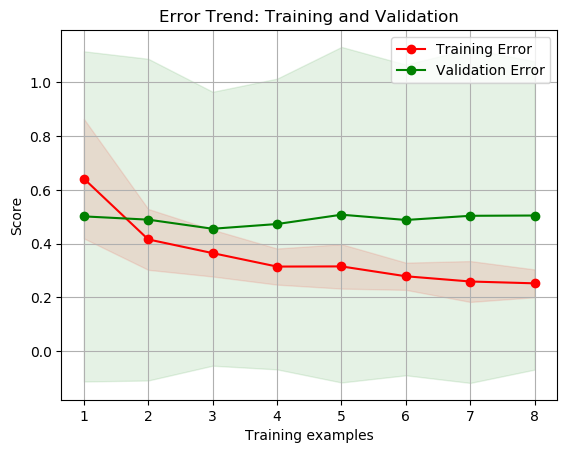 Error Trend: Training and Validation
Training Error
Validation Error
Score
1.0
0.8
0.6
0.4
0.2
0.0
1 2 3 4 5 6 7 8
Training examples